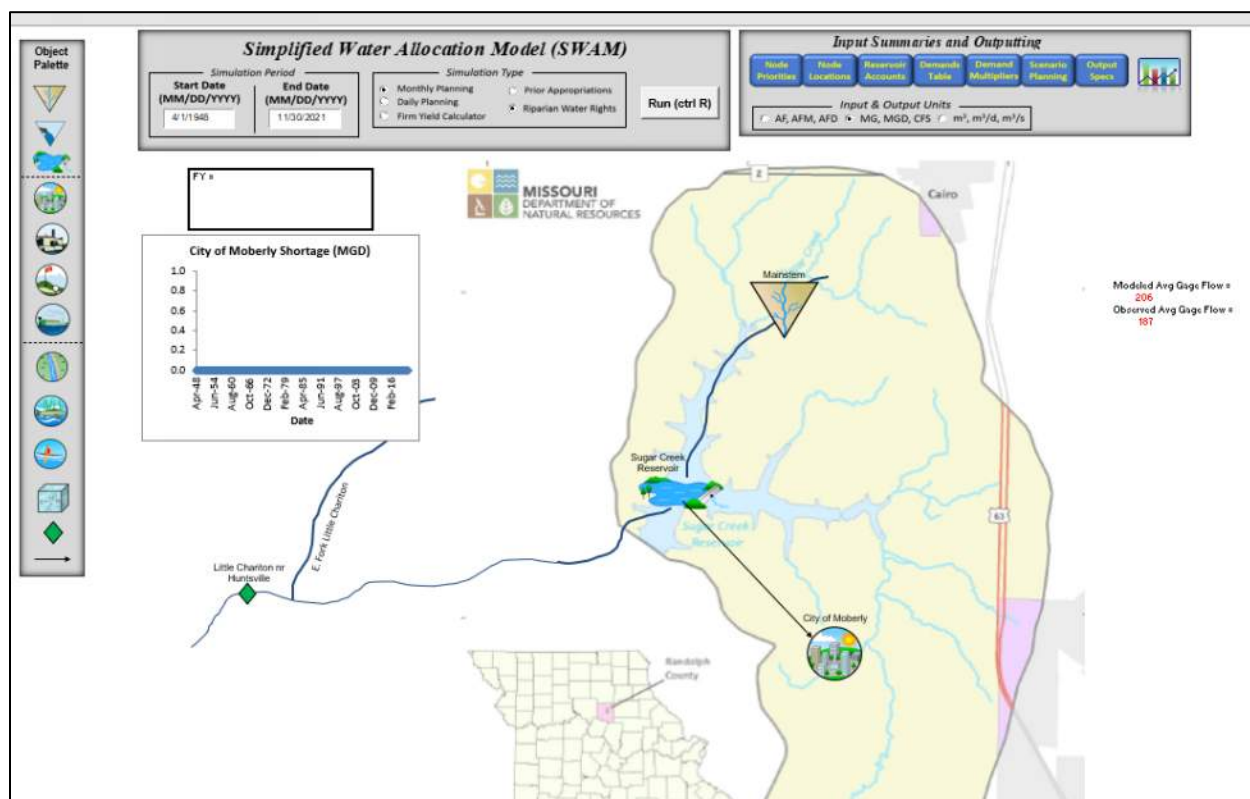 Object
Palette
Simplified Water Allocation Model (SWAM)
Simulation Period
Start Date
(MM/DD/YYYY)
End Date
(MM/DD/YYYY)
4/1/1948
11/30/2021
Simulation Type
Monthly Planning
Daily Planning
Firm Yield Calculator
Prior Appropriations
Riparian Water Rights
Run (ctrl R)
Input Summaries and Outputting
Node
Priorities
Node
Locations
Reservoir
Accounts
Demands
Table
Demand
Multipliers
Scenario
Planning
Output
Specs
Input & Output Units
AF, AFM, AFD
MG, MGD, CFS
m³, m³/d, m³/s
FY =
MISSOURI
DEPARTMENT OF
NATURAL RESOURCES
2
Cairo
City of Moberly Shortage (MGD)
1.0
0.8
0.6
0.4
0.2
0.0
Apr-48
Jun-54
Aug-60
Oct-66
Dec-72
Feb-79
Apr-85
Jun-91
Aug-97
Oct-03
Dec-09
Feb-16
Date
Sugar Creek
Mainstem
Modeled Avg Gage Flow =
206
Observed Avg Gage Flow =
187
Sugar Creek
Reservoir
Sugar Creek
Reservoir
63
E. Fork Little Chariton
Little Chariton nr
Huntsville
City of Moberly
Randolph
County